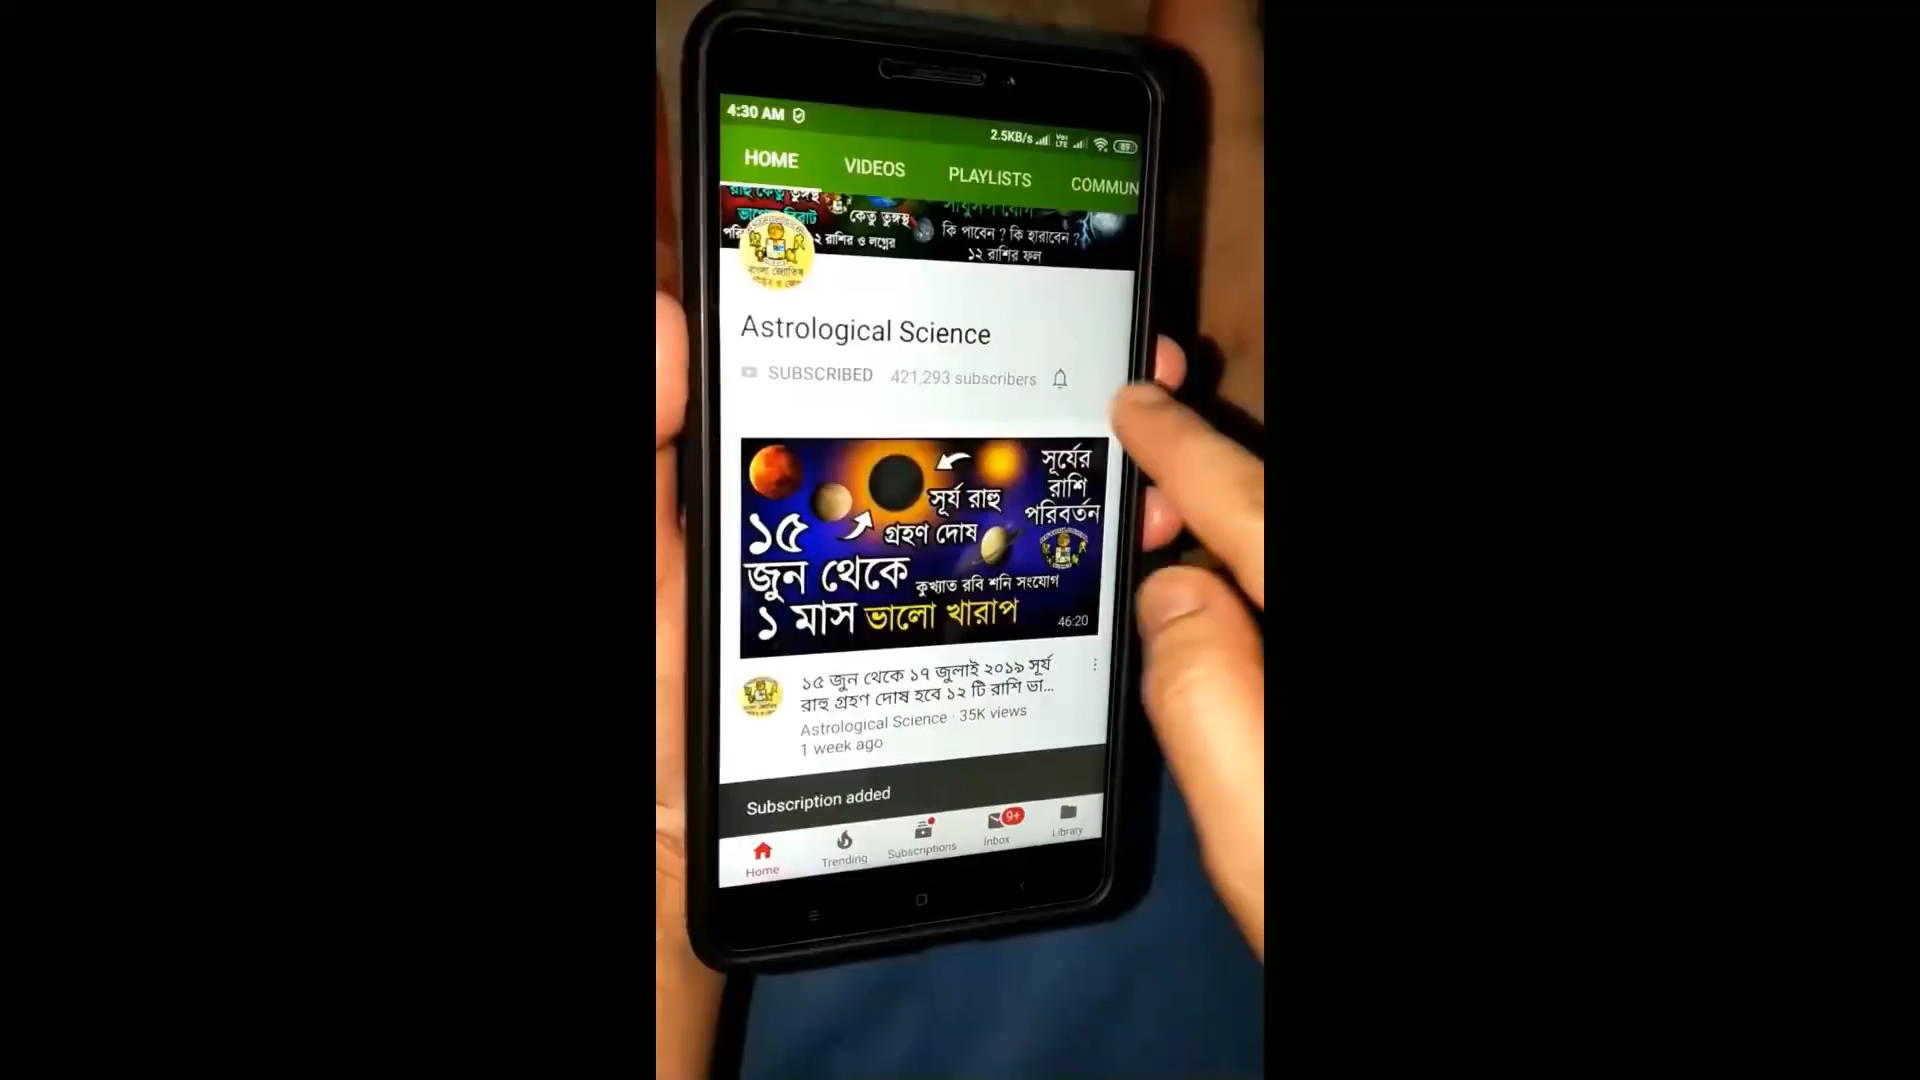 4:30 AM
2.5KB/s
HOME VIDEOS PLAYLISTS COMMUN
রাহু কেতু তুঙ্গস্থ
কেতু তুঙ্গস্থ
২ রাশির ও লগ্নের
কি পাবেন ? কি হারাবেন ?
১২ রাশির ফল
বাংলা জ্যোতিষ
Astrological Science
SUBSCRIBED 421,293 subscribers
সূর্যের
রাশি
পরিবর্তন
সূর্য রাহু
গ্রহণ দোষ
১৫
জুন থেকে
কুখ্যাত রবি শনি সংযোগ
১ মাস ভালো খারাপ
46:20
১৫ জুন থেকে ১৭ জুলাই ২০১৯ সূর্য
রাহু গ্রহণ দোষ হবে ১২ টি রাশি ভা...
Astrological Science · 35K views
1 week ago
Subscription added
9+
Home Trending Subscriptions Inbox Library